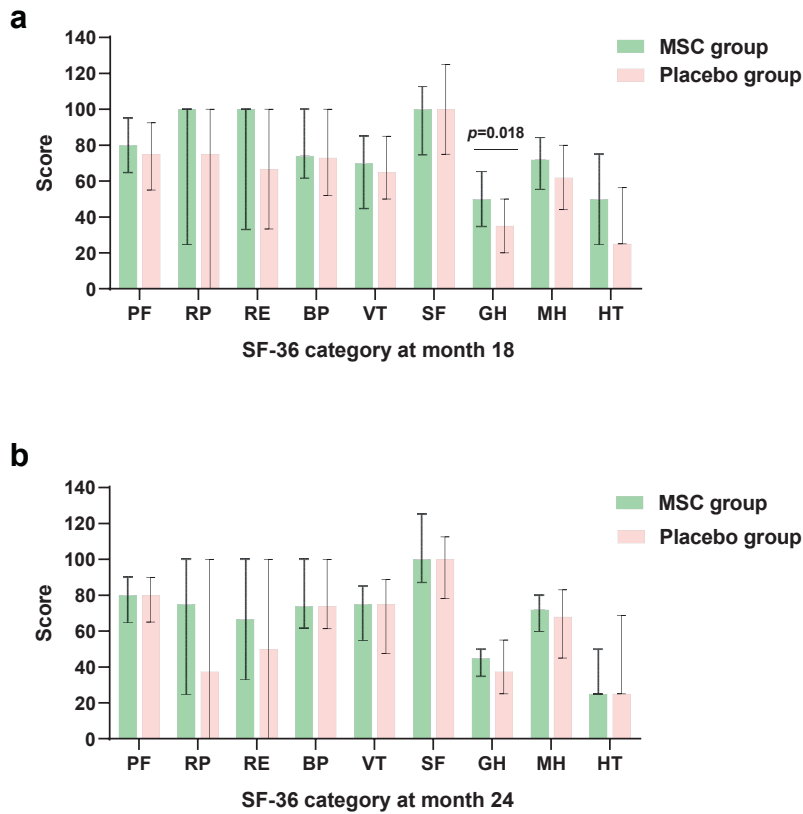 a
MSC group
Placebo group
140
120
100
80
60
40
20
0
Score
p=0.018
PF RP RE BP VT SF GH MH HT
SF-36 category at month 18
b
MSC group
Placebo group
140
120
100
80
60
40
20
0
Score
PF RP RE BP VT SF GH MH HT
SF-36 category at month 24